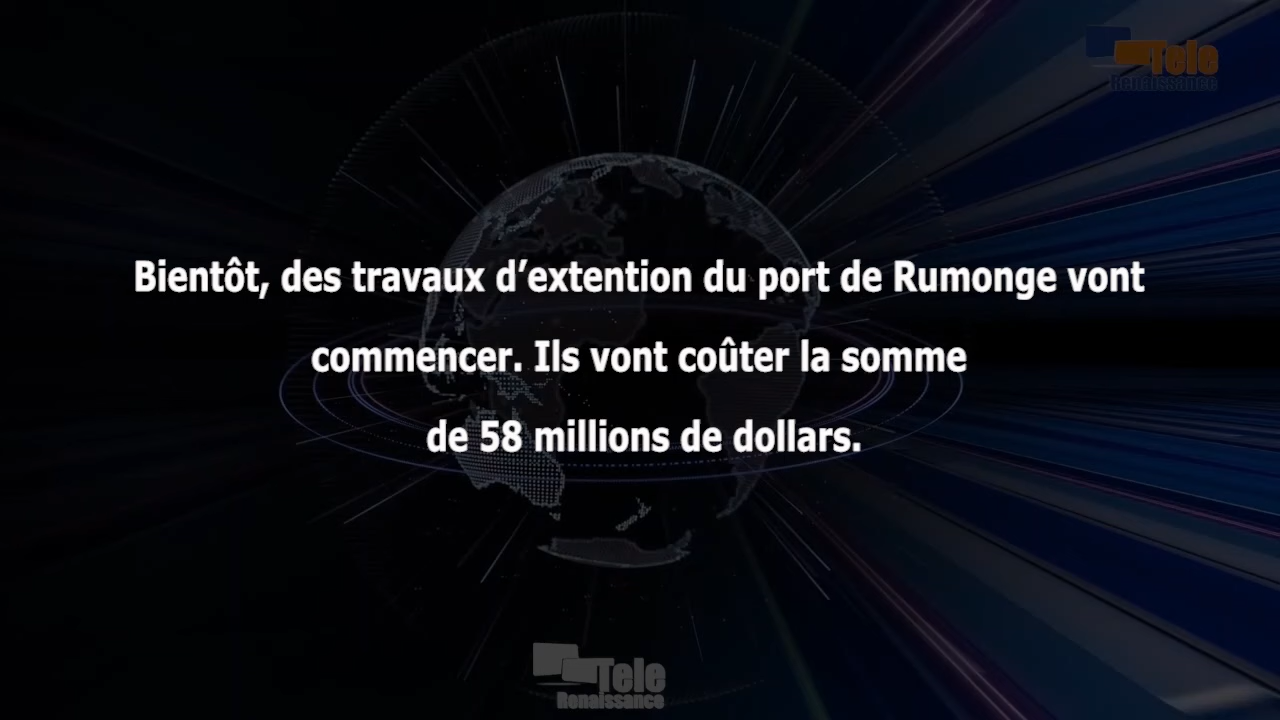 Tele
Renaissance
Bientôt, des travaux d’extention du port de Rumonge vont
commencer. Ils vont coûter la somme
de 58 millions de dollars.
Tele
Renaissance